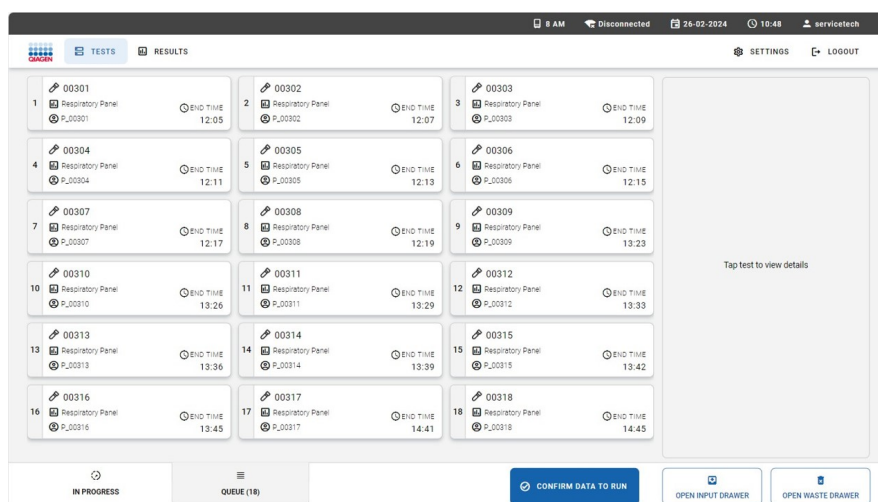 8 AM Disconnected 26-02-2024 10:48 servicetech
QIAGEN TESTS RESULTS SETTINGS LOGOUT
1 00301
Respiratory Panel
P_00301
END TIME
12:05
2 00302
Respiratory Panel
P_00302
END TIME
12:07
3 00303
Respiratory Panel
P_00303
END TIME
12:09
4 00304
Respiratory Panel
P_00304
END TIME
12:11
5 00305
Respiratory Panel
P_00305
END TIME
12:13
6 00306
Respiratory Panel
P_00306
END TIME
12:15
7 00307
Respiratory Panel
P_00307
END TIME
12:17
8 00308
Respiratory Panel
P_00308
END TIME
12:19
9 00309
Respiratory Panel
P_00309
END TIME
13:23
10 00310
Respiratory Panel
P_00310
END TIME
13:26
11 00311
Respiratory Panel
P_00311
END TIME
13:29
12 00312
Respiratory Panel
P_00312
END TIME
13:33
13 00313
Respiratory Panel
P_00313
END TIME
13:36
14 00314
Respiratory Panel
P_00314
END TIME
13:39
15 00315
Respiratory Panel
P_00315
END TIME
13:42
16 00316
Respiratory Panel
P_00316
END TIME
13:45
17 00317
Respiratory Panel
P_00317
END TIME
14:41
18 00318
Respiratory Panel
P_00318
END TIME
14:45
Tap test to view details
IN PROGRESS
QUEUE (18)
CONFIRM DATA TO RUN
OPEN INPUT DRAWER
OPEN WASTE DRAWER